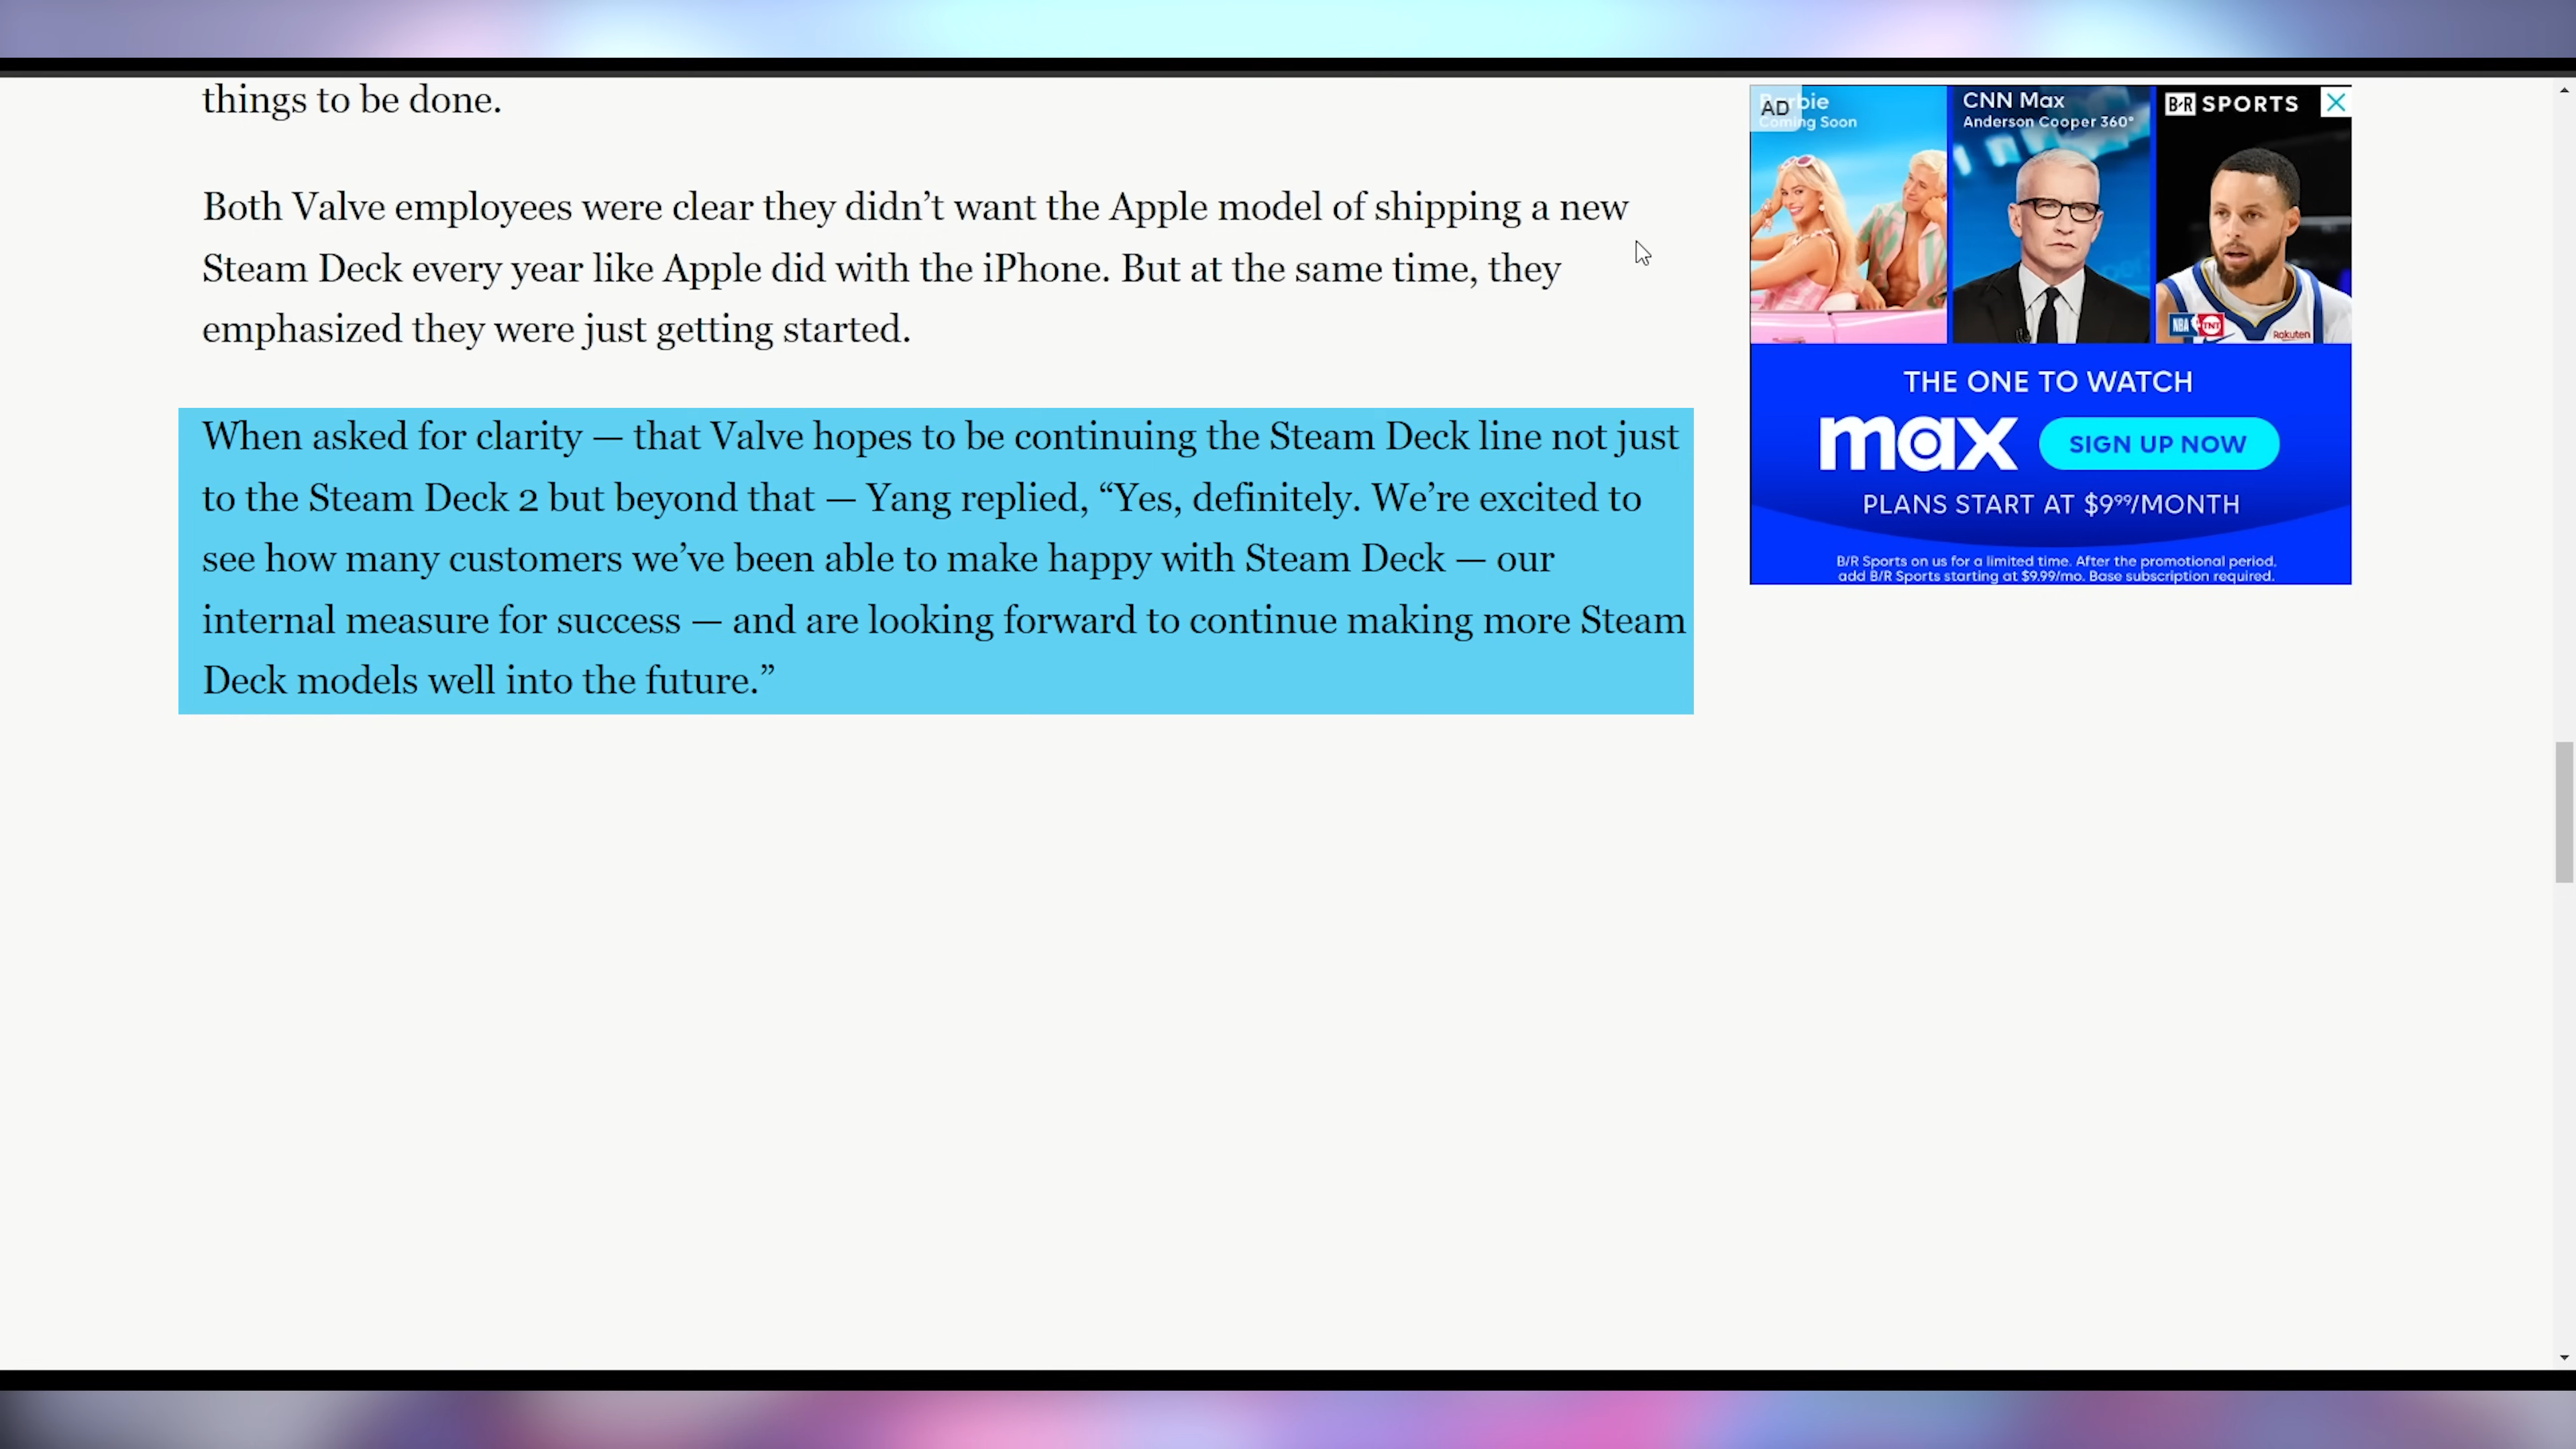 things to be done.
Both Valve employees were clear they didn’t want the Apple model of shipping a new
Steam Deck every year like Apple did with the iPhone. But at the same time, they
emphasized they were just getting started.
When asked for clarity — that Valve hopes to be continuing the Steam Deck line not just
to the Steam Deck 2 but beyond that — Yang replied, “Yes, definitely. We’re excited to
see how many customers we’ve been able to make happy with Steam Deck — our
internal measure for success — and are looking forward to continue making more Steam
Deck models well into the future.”
AD
Barbie
Coming Soon
CNN Max
Anderson Cooper 360°
B/R SPORTS
NBA TNT
Rakuten
THE ONE TO WATCH
max
SIGN UP NOW
PLANS START AT $9⁹⁹/MONTH
B/R Sports on us for a limited time. After the promotional period,
add B/R Sports starting at $9.99/mo. Base subscription required.